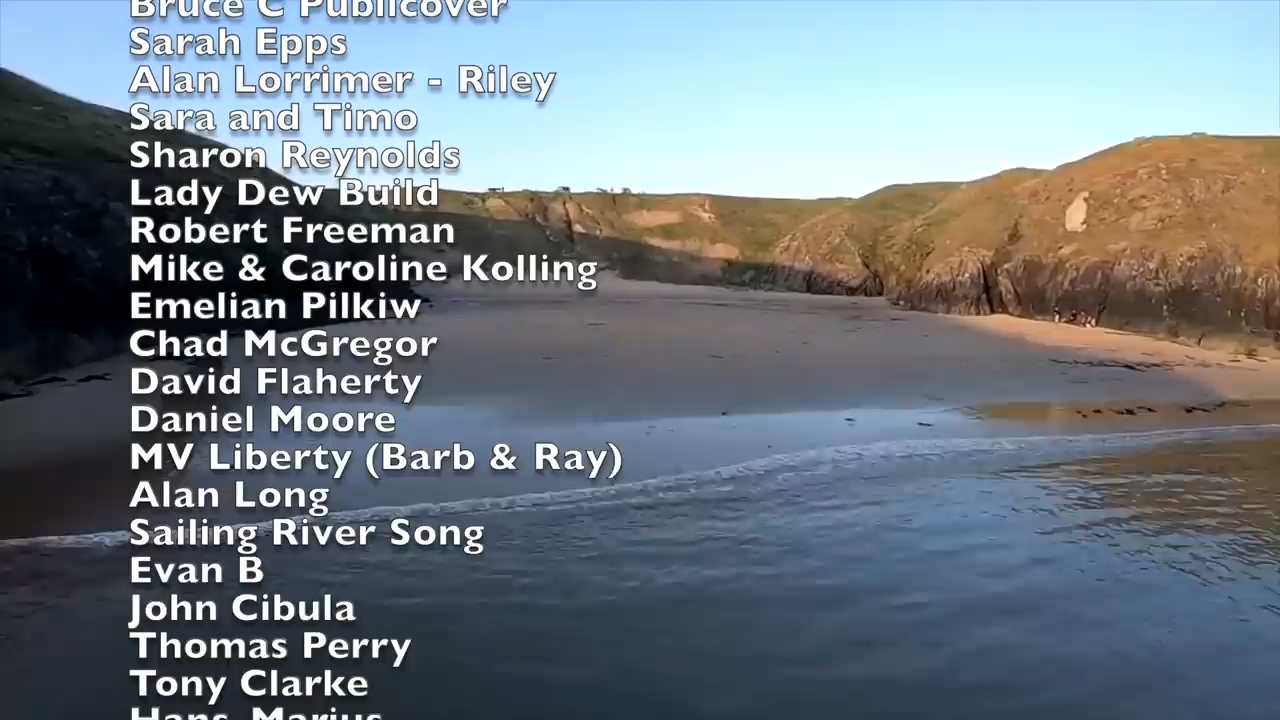 Bruce C Publicover
Sarah Epps
Alan Lorrimer - Riley
Sara and Timo
Sharon Reynolds
Lady Dew Build
Robert Freeman
Mike & Caroline Kolling
Emelian Pilkiw
Chad McGregor
David Flaherty
Daniel Moore
MV Liberty (Barb & Ray)
Alan Long
Sailing River Song
Evan B
John Cibula
Thomas Perry
Tony Clarke
Hans Marius